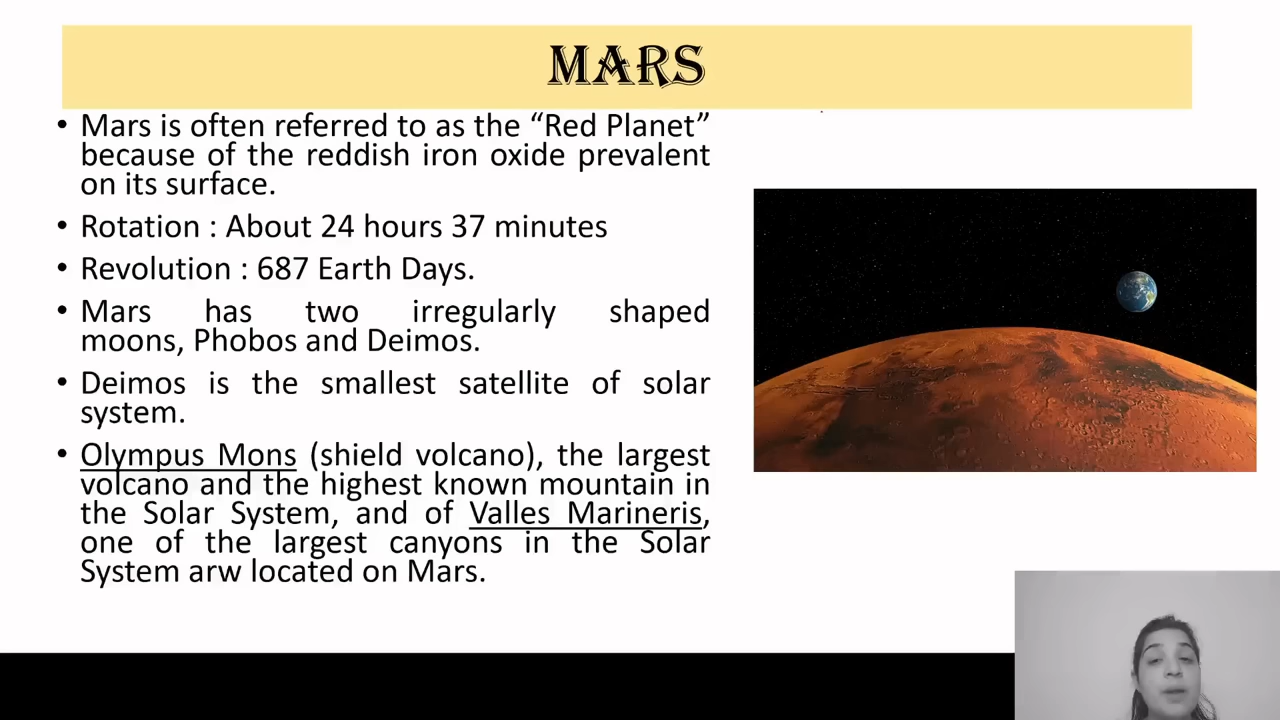 MARS
• Mars is often referred to as the “Red Planet”
because of the reddish iron oxide prevalent
on its surface.
• Rotation : About 24 hours 37 minutes
• Revolution : 687 Earth Days.
• Mars has two irregularly shaped
moons, Phobos and Deimos.
• Deimos is the smallest satellite of solar
system.
• Olympus Mons (shield volcano), the largest
volcano and the highest known mountain in
the Solar System, and of Valles Marineris,
one of the largest canyons in the Solar
System arw located on Mars.